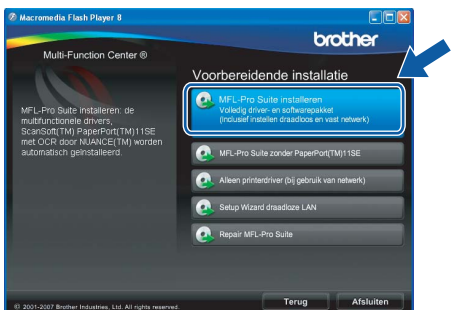 Macromedia Flash Player 8
brother
Multi-Function Center ®
Voorbereidende installatie
MFL-Pro Suite installeren
Volledig driver- en softwarepakket
(inclusief instellen draadloos en vast netwerk)
MFL-Pro Suite installeren: de
multifunctionele drivers,
ScanSoft(TM) PaperPort(TM)11SE
met OCR door NUANCE(TM) worden
automatisch geïnstalleerd.
MFL-Pro Suite zonder PaperPort(TM)11SE
Alleen printerdriver (bij gebruik van netwerk)
Setup Wizard draadloze LAN
Repair MFL-Pro Suite
© 2001-2007 Brother Industries, Ltd. All rights reserved.
Terug
Afsluiten